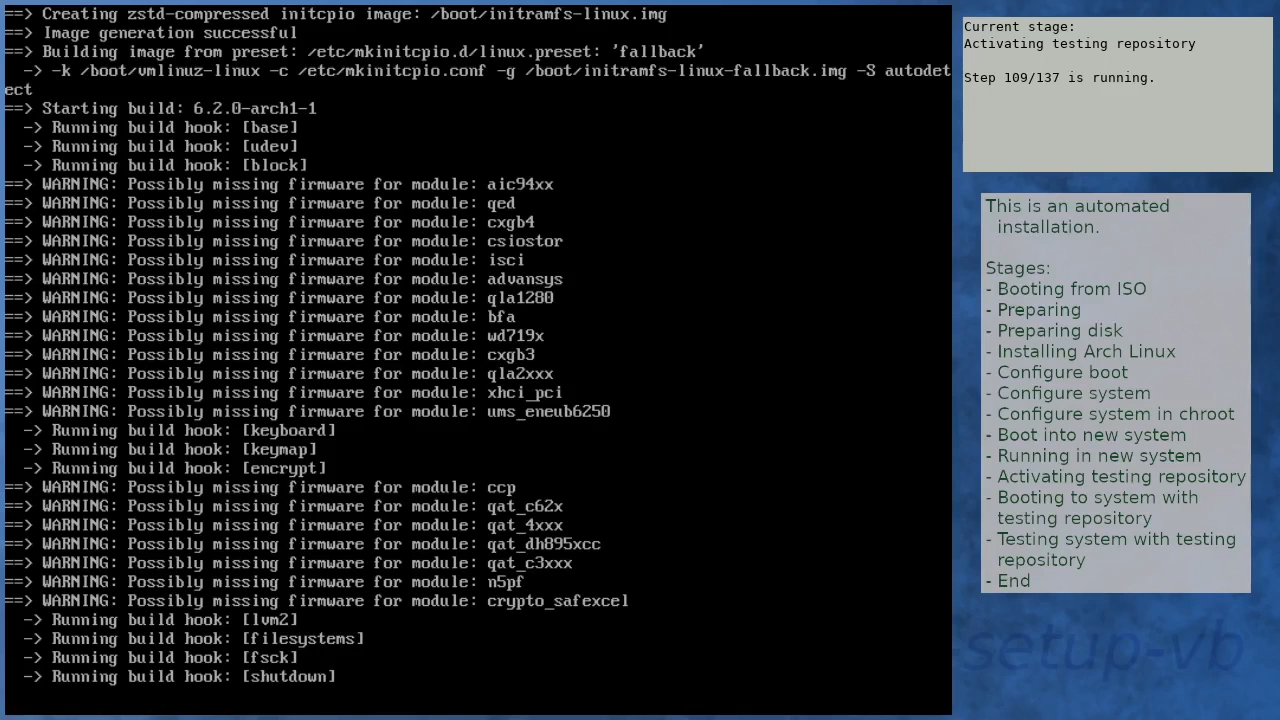 ==> Creating zstd-compressed initcpio image: /boot/initramfs-linux.img
==> Image generation successful
==> Building image from preset: /etc/mkinitcpio.d/linux.preset: 'fallback'
  -> -k /boot/vmlinuz-linux -c /etc/mkinitcpio.conf -g /boot/initramfs-linux-fallback.img -S autodet
ect
==> Starting build: 6.2.0-arch1-1
  -> Running build hook: [base]
  -> Running build hook: [udev]
  -> Running build hook: [block]
==> WARNING: Possibly missing firmware for module: aic94xx
==> WARNING: Possibly missing firmware for module: qed
==> WARNING: Possibly missing firmware for module: cxgb4
==> WARNING: Possibly missing firmware for module: csiostor
==> WARNING: Possibly missing firmware for module: isci
==> WARNING: Possibly missing firmware for module: advansys
==> WARNING: Possibly missing firmware for module: qla1280
==> WARNING: Possibly missing firmware for module: bfa
==> WARNING: Possibly missing firmware for module: wd719x
==> WARNING: Possibly missing firmware for module: cxgb3
==> WARNING: Possibly missing firmware for module: qla2xxx
==> WARNING: Possibly missing firmware for module: xhci_pci
==> WARNING: Possibly missing firmware for module: ums_eneub6250
  -> Running build hook: [keyboard]
  -> Running build hook: [keymap]
  -> Running build hook: [encrypt]
==> WARNING: Possibly missing firmware for module: ccp
==> WARNING: Possibly missing firmware for module: qat_c62x
==> WARNING: Possibly missing firmware for module: qat_4xxx
==> WARNING: Possibly missing firmware for module: qat_dh895xcc
==> WARNING: Possibly missing firmware for module: qat_c3xxx
==> WARNING: Possibly missing firmware for module: n5pf
==> WARNING: Possibly missing firmware for module: crypto_safexcel
  -> Running build hook: [lvm2]
  -> Running build hook: [filesystems]
  -> Running build hook: [fsck]
  -> Running build hook: [shutdown]
Current stage:
Activating testing repository
Step 109/137 is running.
This is an automated
installation.
Stages:
- Booting from ISO
- Preparing
- Preparing disk
- Installing Arch Linux
- Configure boot
- Configure system
- Configure system in chroot
- Boot into new system
- Running in new system
- Activating testing repository
- Booting to system with
testing repository
- Testing system with testing
repository
- End
setup-vb